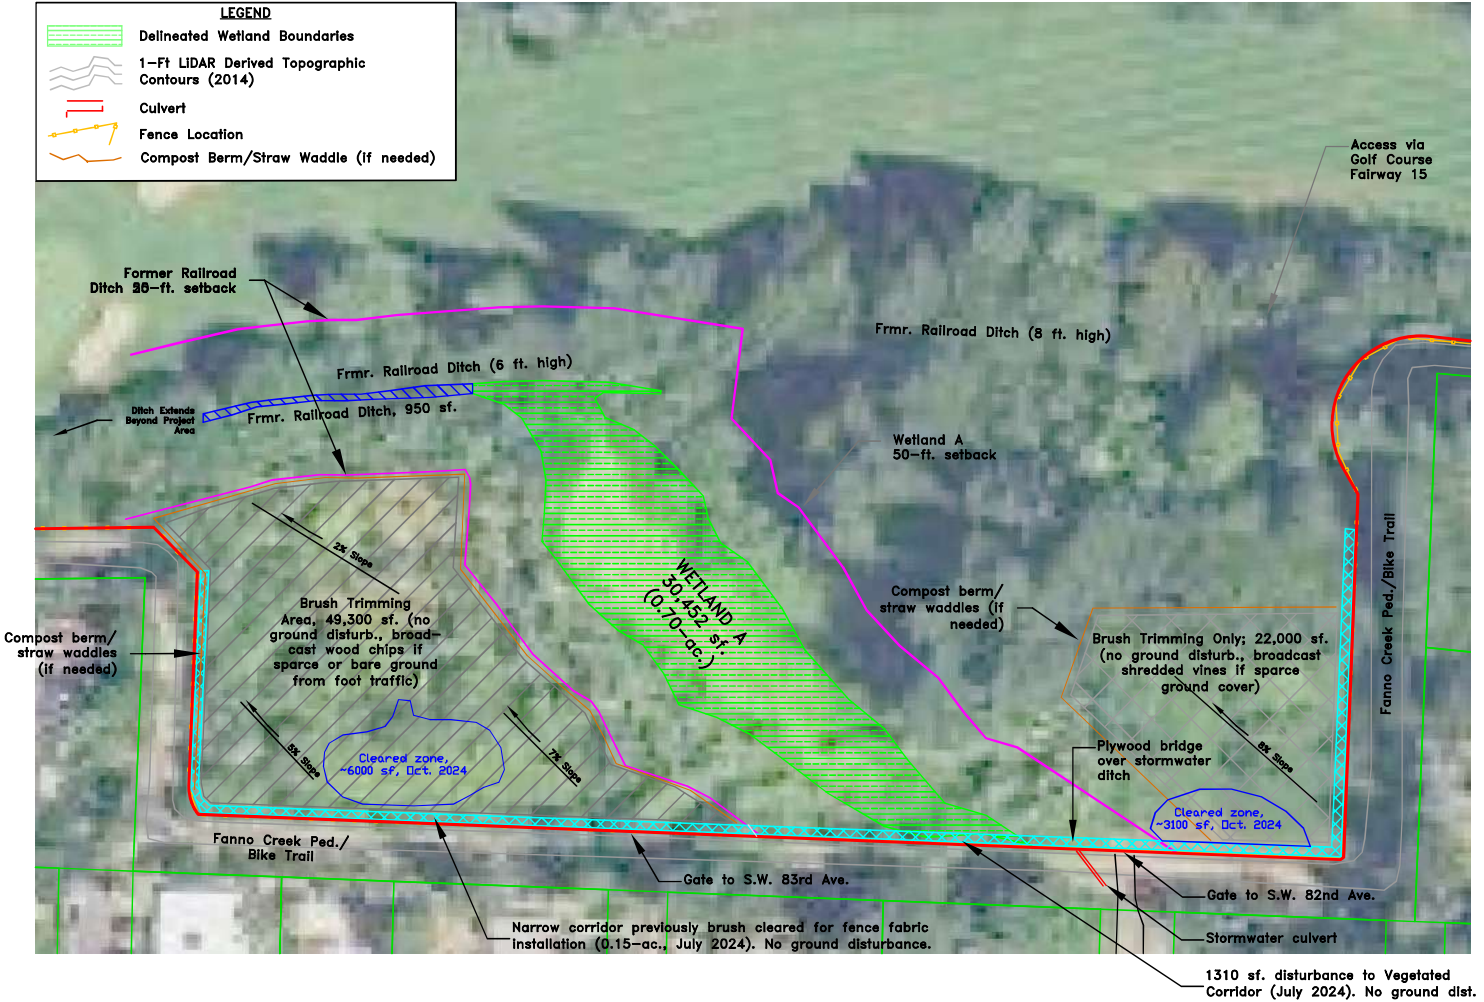 LEGEND
Delineated Wetland Boundaries
1-Ft LiDAR Derived Topographic
Contours (2014)
Culvert
Fence Location
Compost Berm/Straw Waddle (if needed)
Access via
Golf Course
Fairway 15
Former Railroad
Ditch -ft. setback
Frmr. Railroad Ditch (8 ft. high)
Frmr. Railroad Ditch (6 ft. high)
Frmr. Railroad Ditch, 950 sf.
Ditch Extends
Beyond Project
Area
Wetland A
50-ft. setback
2% Slope
WETLAND A
30,452 sf.
(0.70-ac.)
Compost berm/
straw waddles (if
needed)
Brush Trimming
Area, 49,300 sf. (no
ground disturb., broad-
cast wood chips if
sparce or bare ground
from foot traffic)
Compost berm/
straw waddles
(if needed)
Brush Trimming Only; 22,000 sf.
(no ground disturb., broadcast
shredded vines if sparce
ground cover)
Fanno Creek Ped./Bike Trail
5% Slope
7% Slope
8% Slope
Cleared zone,
~6000 sf, Oct. 2024
Plywood bridge
over stormwater
ditch
Cleared zone,
~3100 sf, Oct. 2024
Fanno Creek Ped./
Bike Trail
Gate to S.W. 83rd Ave.
Gate to S.W. 82nd Ave.
Narrow corridor previously brush cleared for fence fabric
installation (0.15-ac., July 2024). No ground disturbance.
Stormwater culvert
1310 sf. disturbance to Vegetated
Corridor (July 2024). No ground dist.